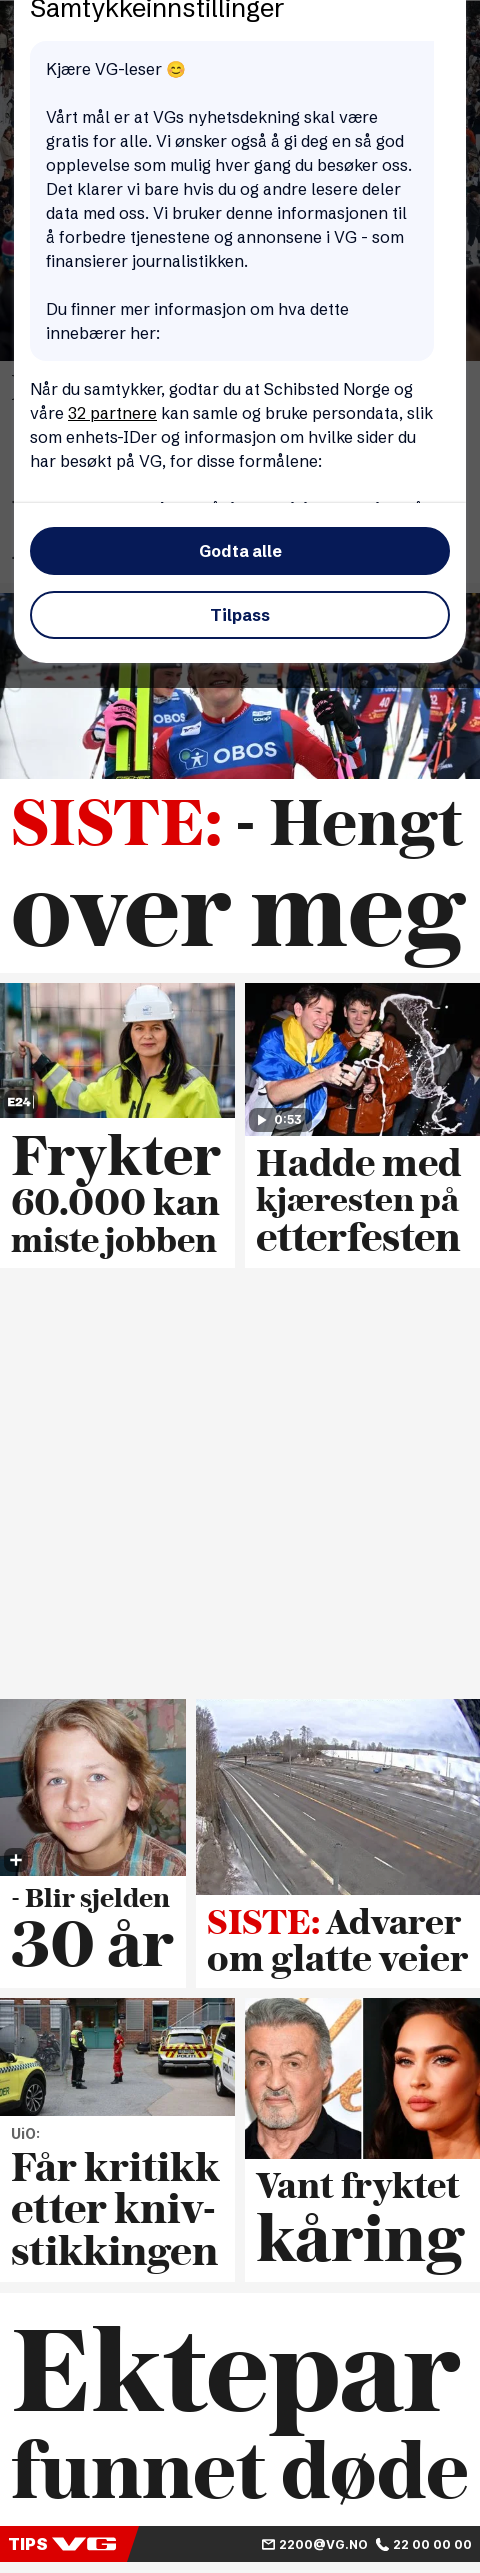 Samtykkeinnstillinger
Kjære VG-leser 😊
Vårt mål er at VGs nyhetsdekning skal være
gratis for alle. Vi ønsker også å gi deg en så god
opplevelse som mulig hver gang du besøker oss.
Det klarer vi bare hvis du og andre lesere deler
data med oss. Vi bruker denne informasjonen til
å forbedre tjenestene og annonsene i VG - som
finansierer journalistikken.
Du finner mer informasjon om hva dette
innebærer her:
Når du samtykker, godtar du at Schibsted Norge og
våre 32 partnere kan samle og bruke persondata, slik
som enhets-IDer og informasjon om hvilke sider du
har besøkt på VG, for disse formålene:
Godta alle
Tilpass
OBOS
coop
OBOS
FISCHER
40
SISTE: - Hengt
over meg
E24
0:53
Frykter
60.000 kan
miste jobben
Hadde med
kjæresten på
etterfesten
- Blir sjelden
30 år
SISTE: Advarer
om glatte veier
POLITI
UiO:
Får kritikk
etter kniv-
stikkingen
Vant fryktet
kåring
Ektepar
funnet døde
TIPS VG 2200@VG.NO 22 00 00 00